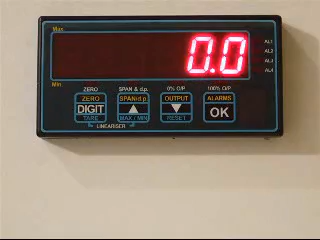 Max
0.0
AL1
AL2
AL3
AL4
Min
ZERO SPAN & d.p. 0% O/P 100% O/P
ZERO SPAN/d.p OUTPUT ALARMS
DIGIT OK
TARE MAX / MIN RESET
LINEARISER